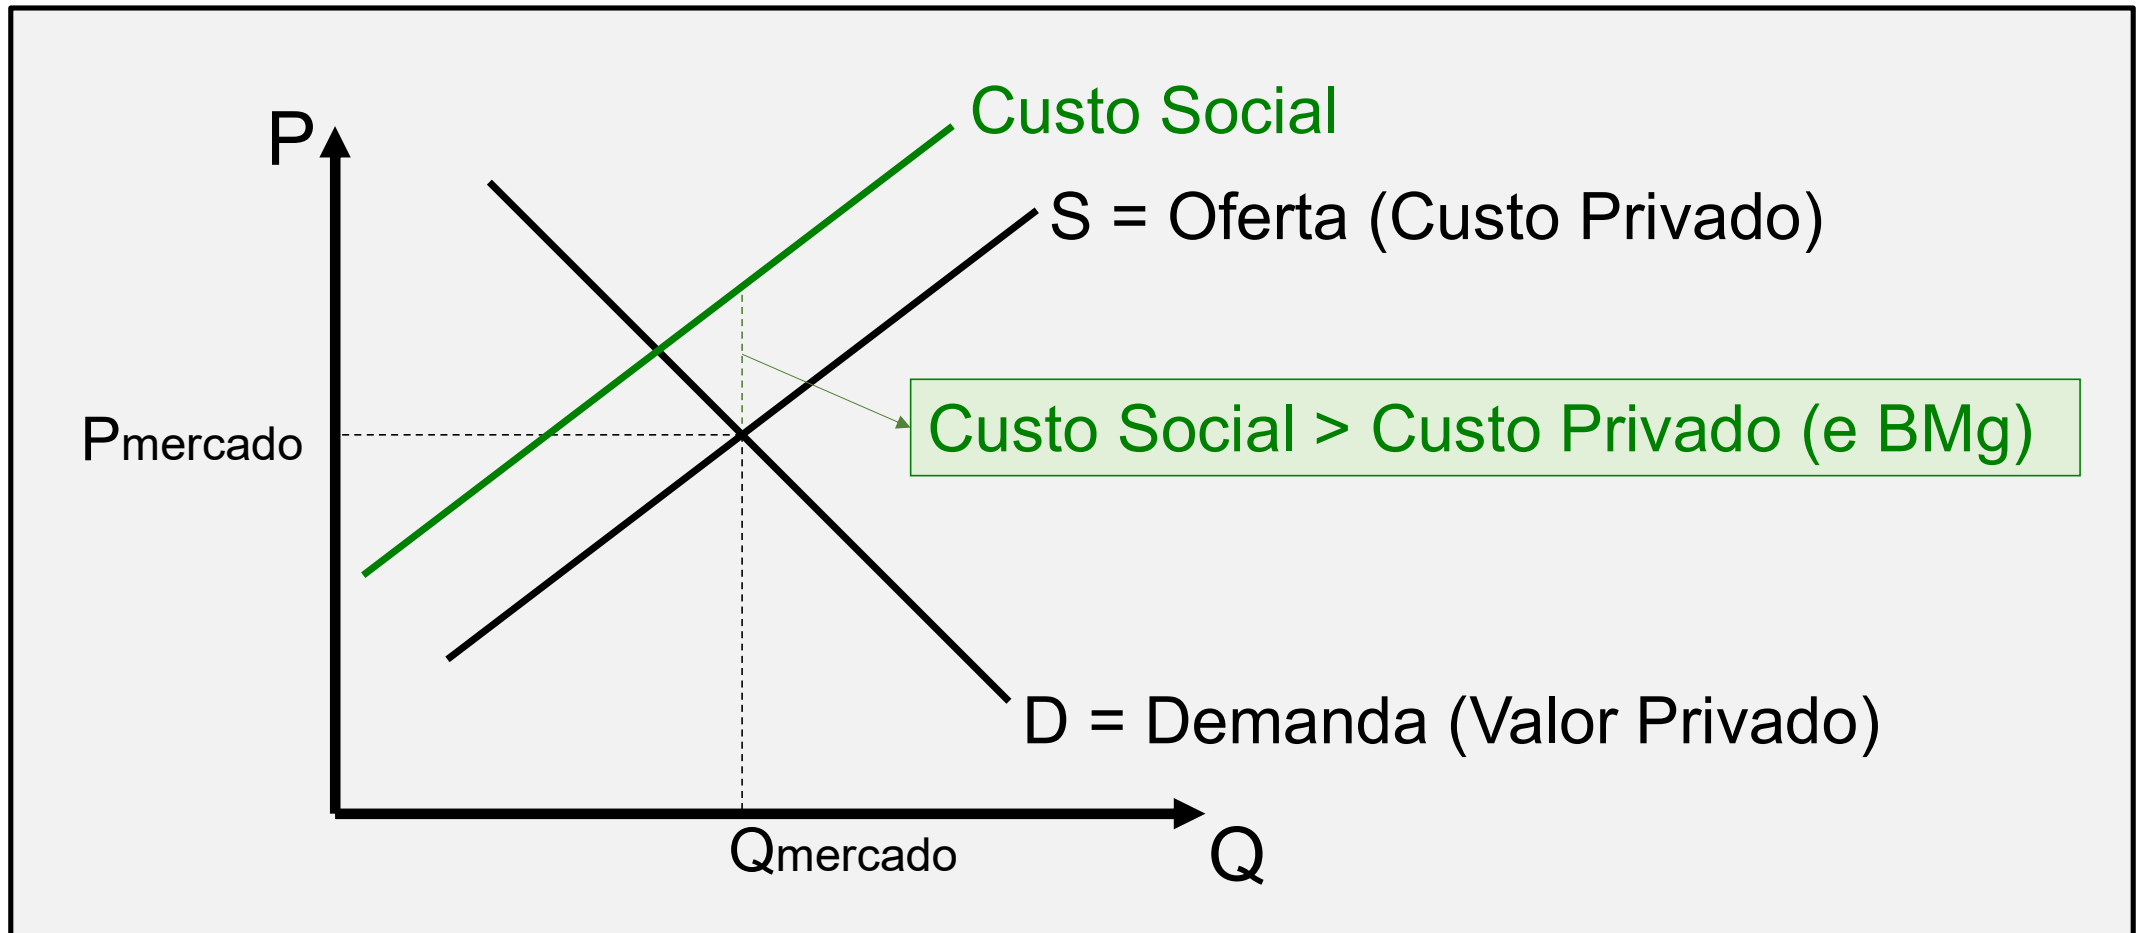 Custo Social
P
S = Oferta (Custo Privado)
Custo Social > Custo Privado (e BMg)
Pmercado
D = Demanda (Valor Privado)
Qmercado
Q